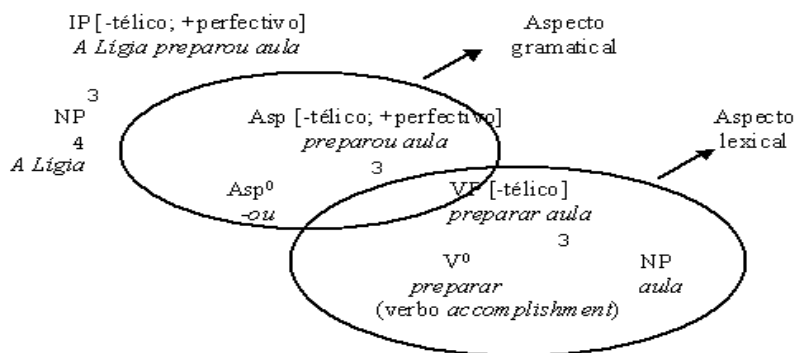 IP [-télico; +perfectivo]
A Lígia preparou aula
Aspecto
gramatical
3
NP
4
A Lígia
Asp [-télico; +perfectivo]
preparou aula
3
Aspecto
lexical
Asp⁰
-ou
VP [-télico]
preparar aula
3
V⁰
preparar
(verbo accomplishment)
NP
aula